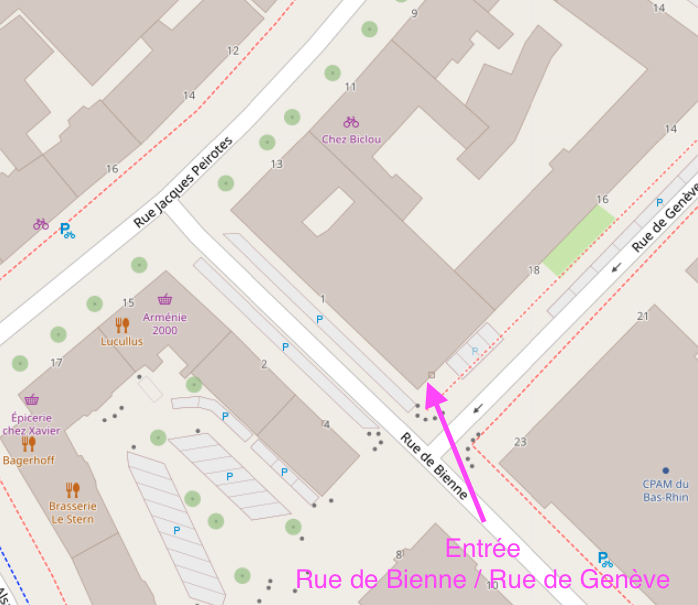 9
14
12
14
11
Chez Biclou
14
16
13
Rue Jacques Peirotes
16
P
P
Rue de Genève
18
15
Arménie
2000
1
P
Lucullus
P
21
17
2
P
Épicerie
chez Xavier
P
4
Bagerhoff
Rue de Bienne
23
P
P
CPAM du
Bas-Rhin
Brasserie
Le Stern
P
Entrée
8
P
Rue de Bienne / Rue de Genève
10
Als